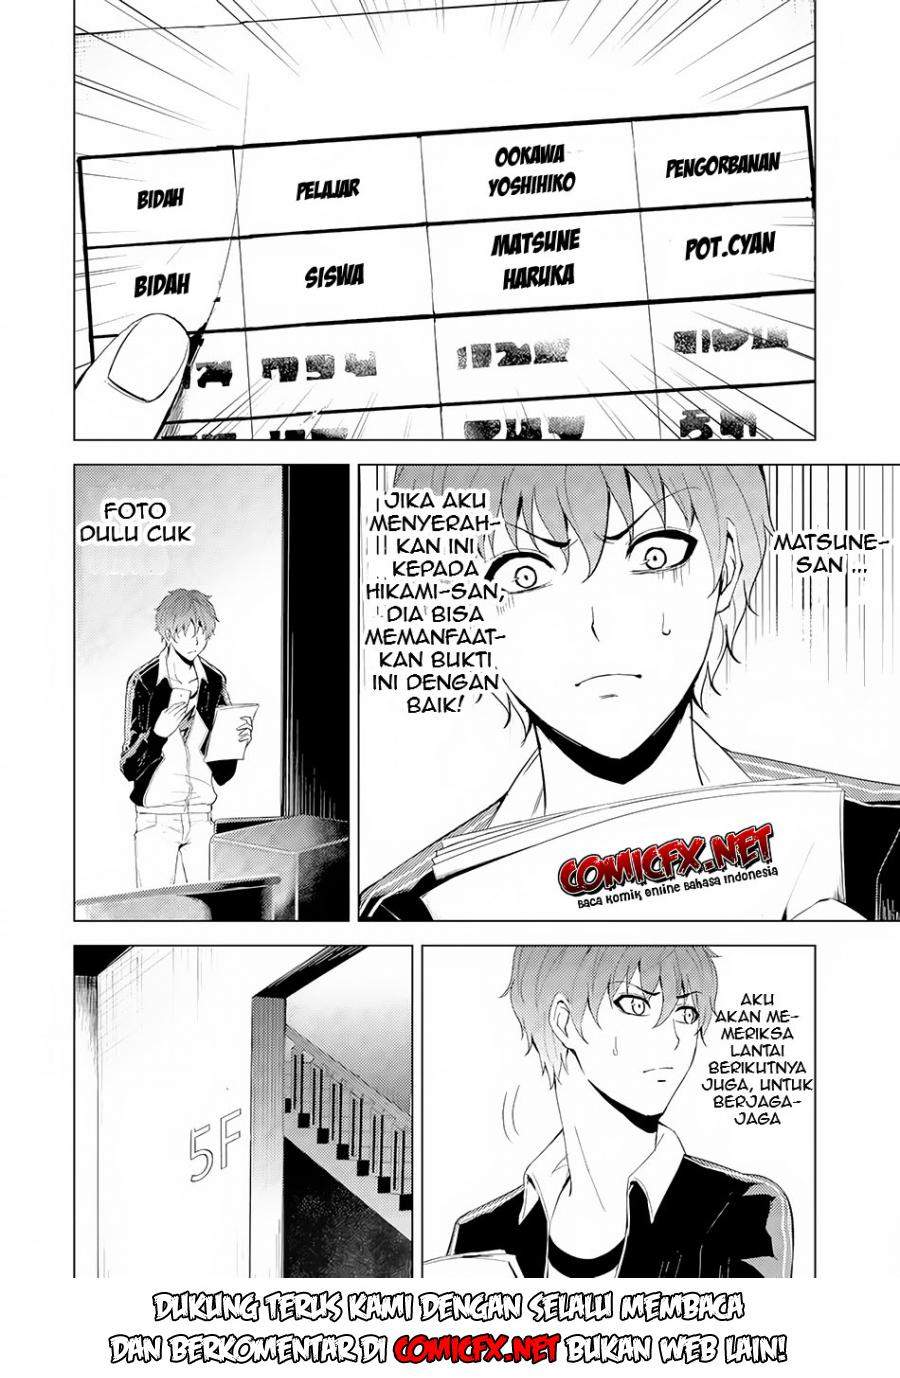 BIDAH PELAJAR OOKAWA YOSHIHIKO PENGORBANAN
BIDAH SISWA MATSUNE HARUKA POT.CYAN
MATSUNE-
SAN ...
JIKA AKU
MENYERAH-
KAN INI
KEPADA
HIKAMI-SAN,
DIA BISA
MEMANFAAT-
KAN BUKTI
INI DENGAN
BAIK!
FOTO
DULU CUK
COMICFX.NET
Baca Komik Online Bahasa Indonesia
AKU
AKAN ME-
MERIKSA
LANTAI
BERIKUTNYA
JUGA, UNTUK
BERJAGA-
JAGA
5F
DUKUNG TERUS KAMI DENGAN SELALU MEMBACA
DAN BERKOMENTAR DI COMICFX.NET BUKAN WEB LAIN!